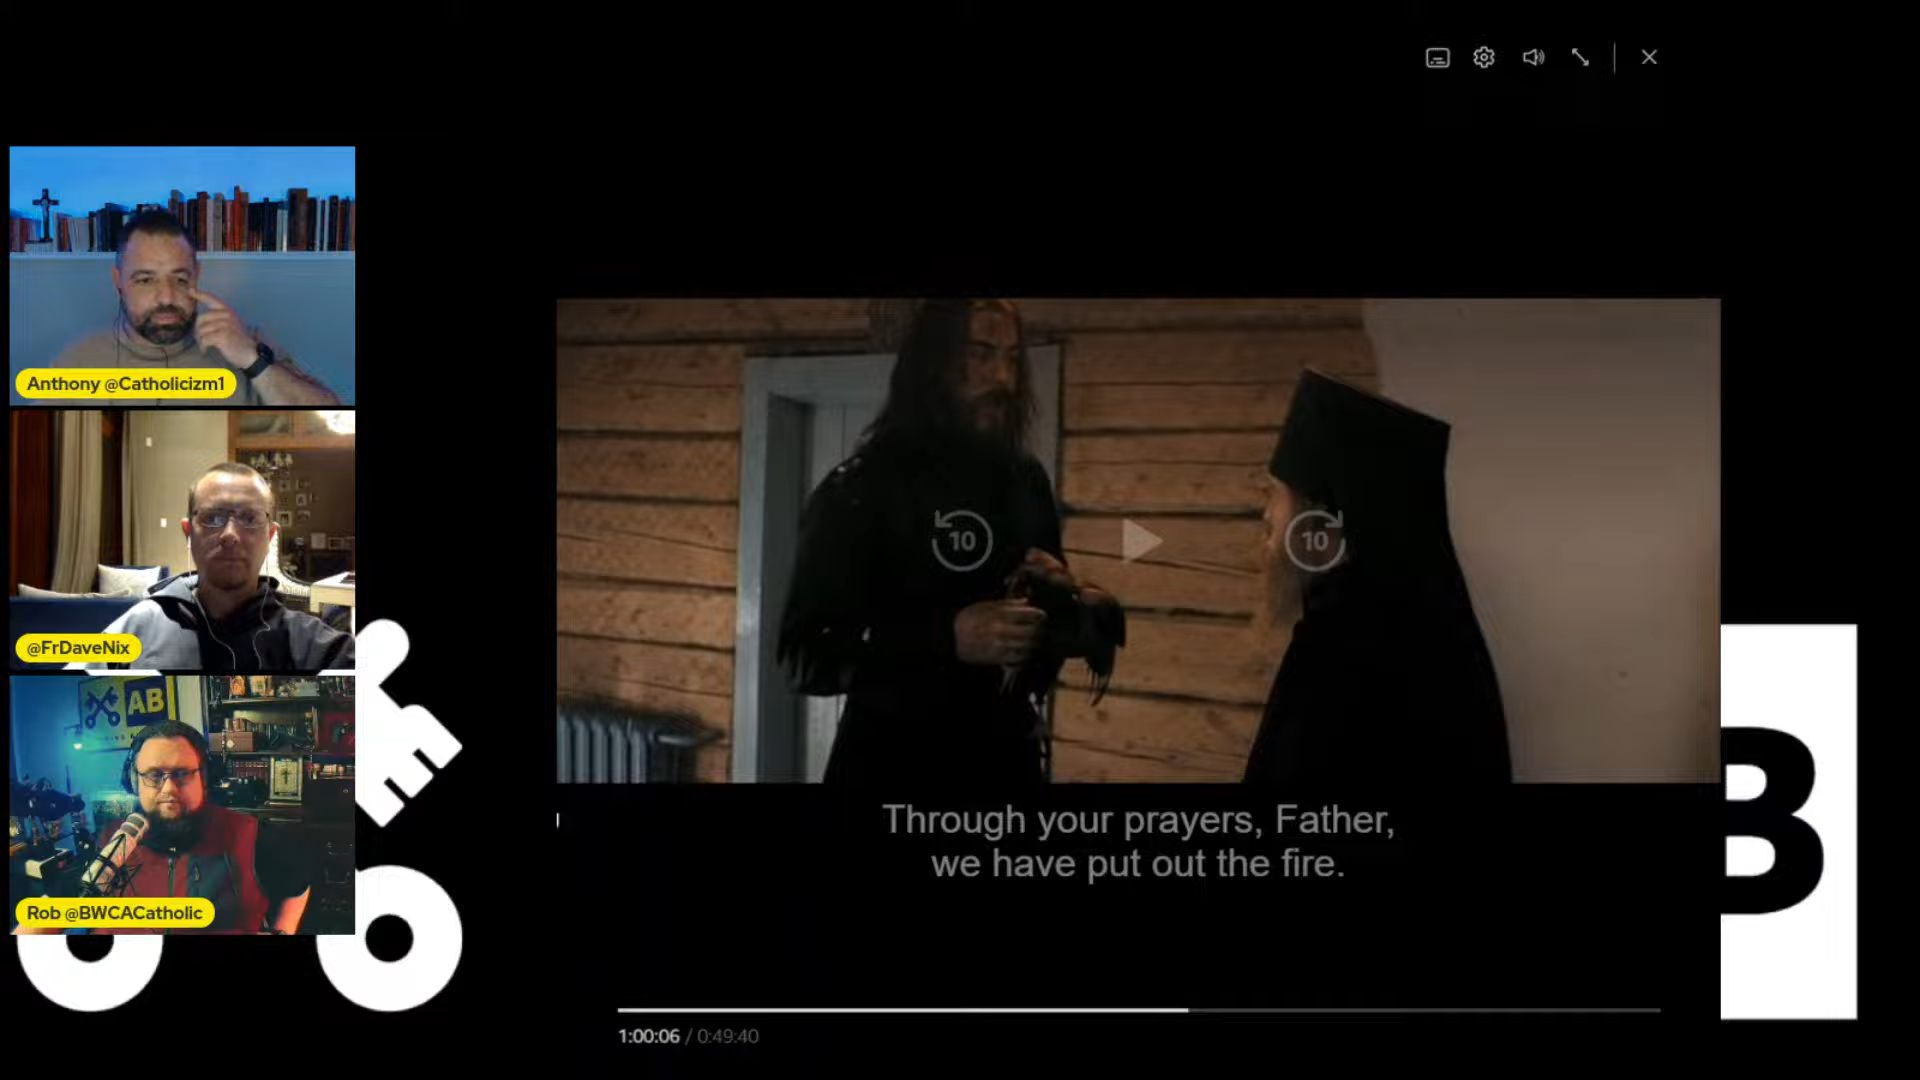 Anthony @Catholicizm1
@FrDaveNix
AB
Rob @BWCACatholic
10
10
Through your prayers, Father,
we have put out the fire.
B
1:00:06 / 0:49:40